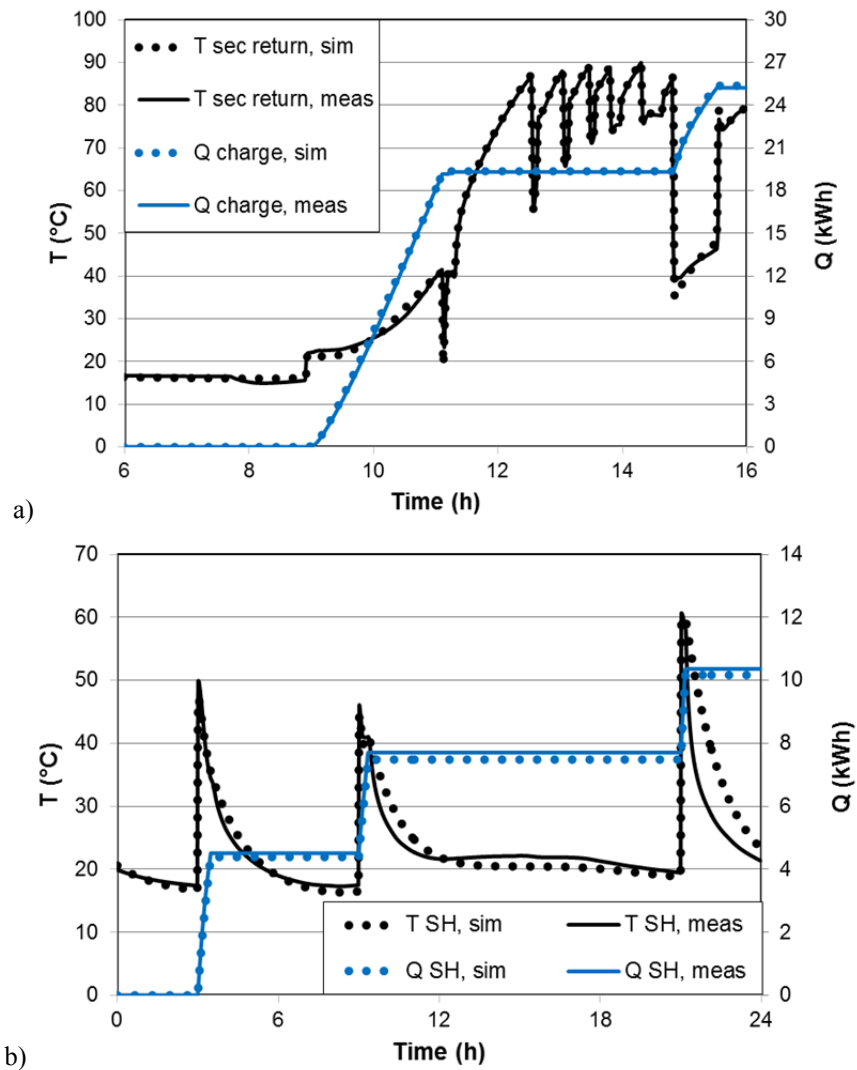 100
90
80
70
60
50
40
30
20
10
0
T (°C)
T sec return, sim
T sec return, meas
Q charge, sim
Q charge, meas
30
27
24
21
18
15
12
9
6
3
0
Q (kWh)
6 8 10 12 14 16
Time (h)
a)
70
60
50
40
30
20
10
0
T (°C)
14
12
10
8
6
4
2
0
Q (kWh)
T SH, sim T SH, meas
Q SH, sim Q SH, meas
0 6 12 18 24
Time (h)
b)